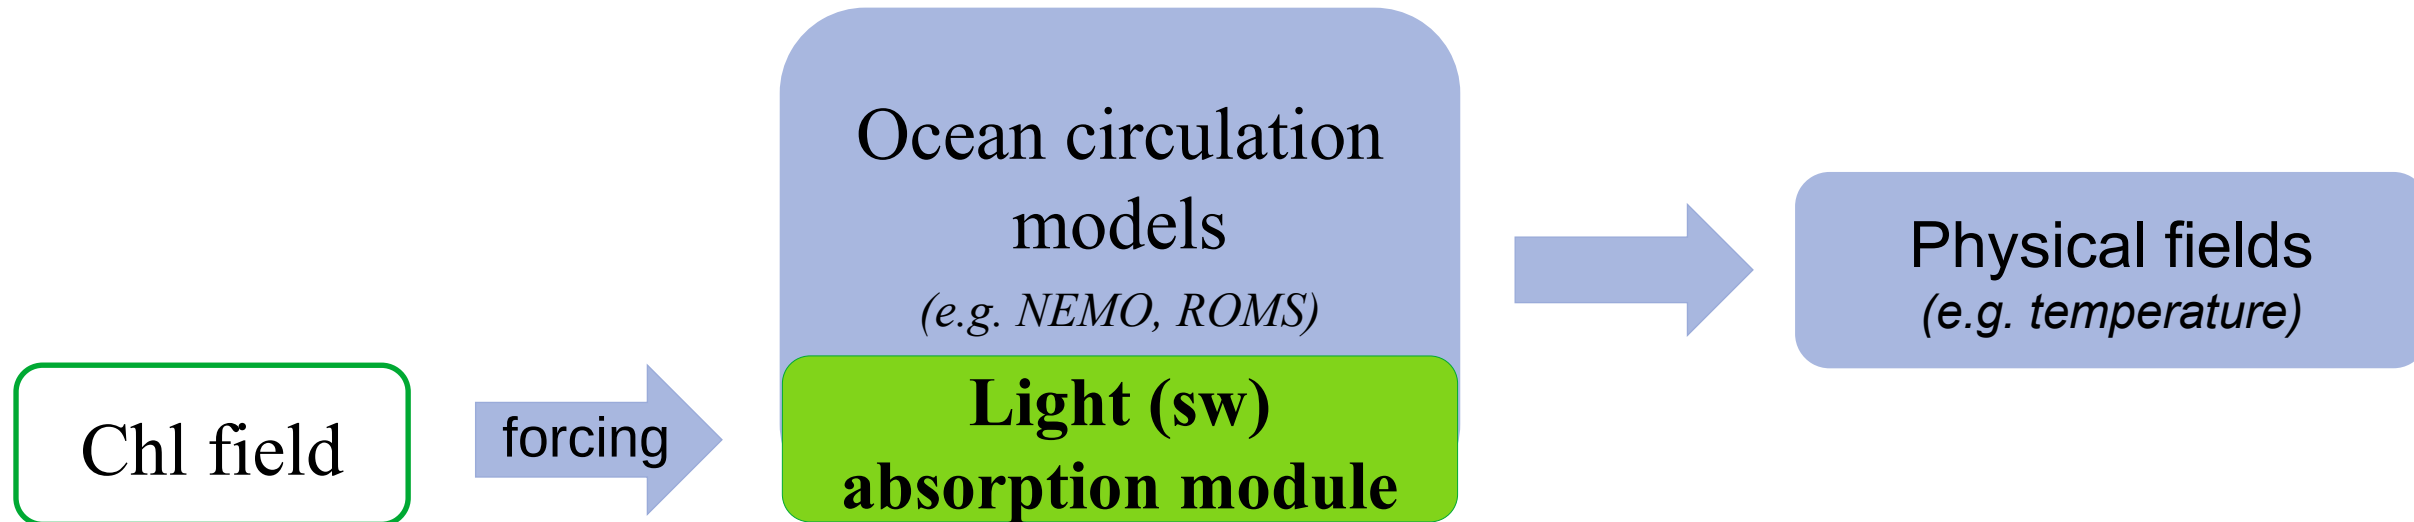 Chl field
forcing
Ocean circulation
models
(e.g. NEMO, ROMS)
Light (sw)
absorption module
Physical fields
(e.g. temperature)